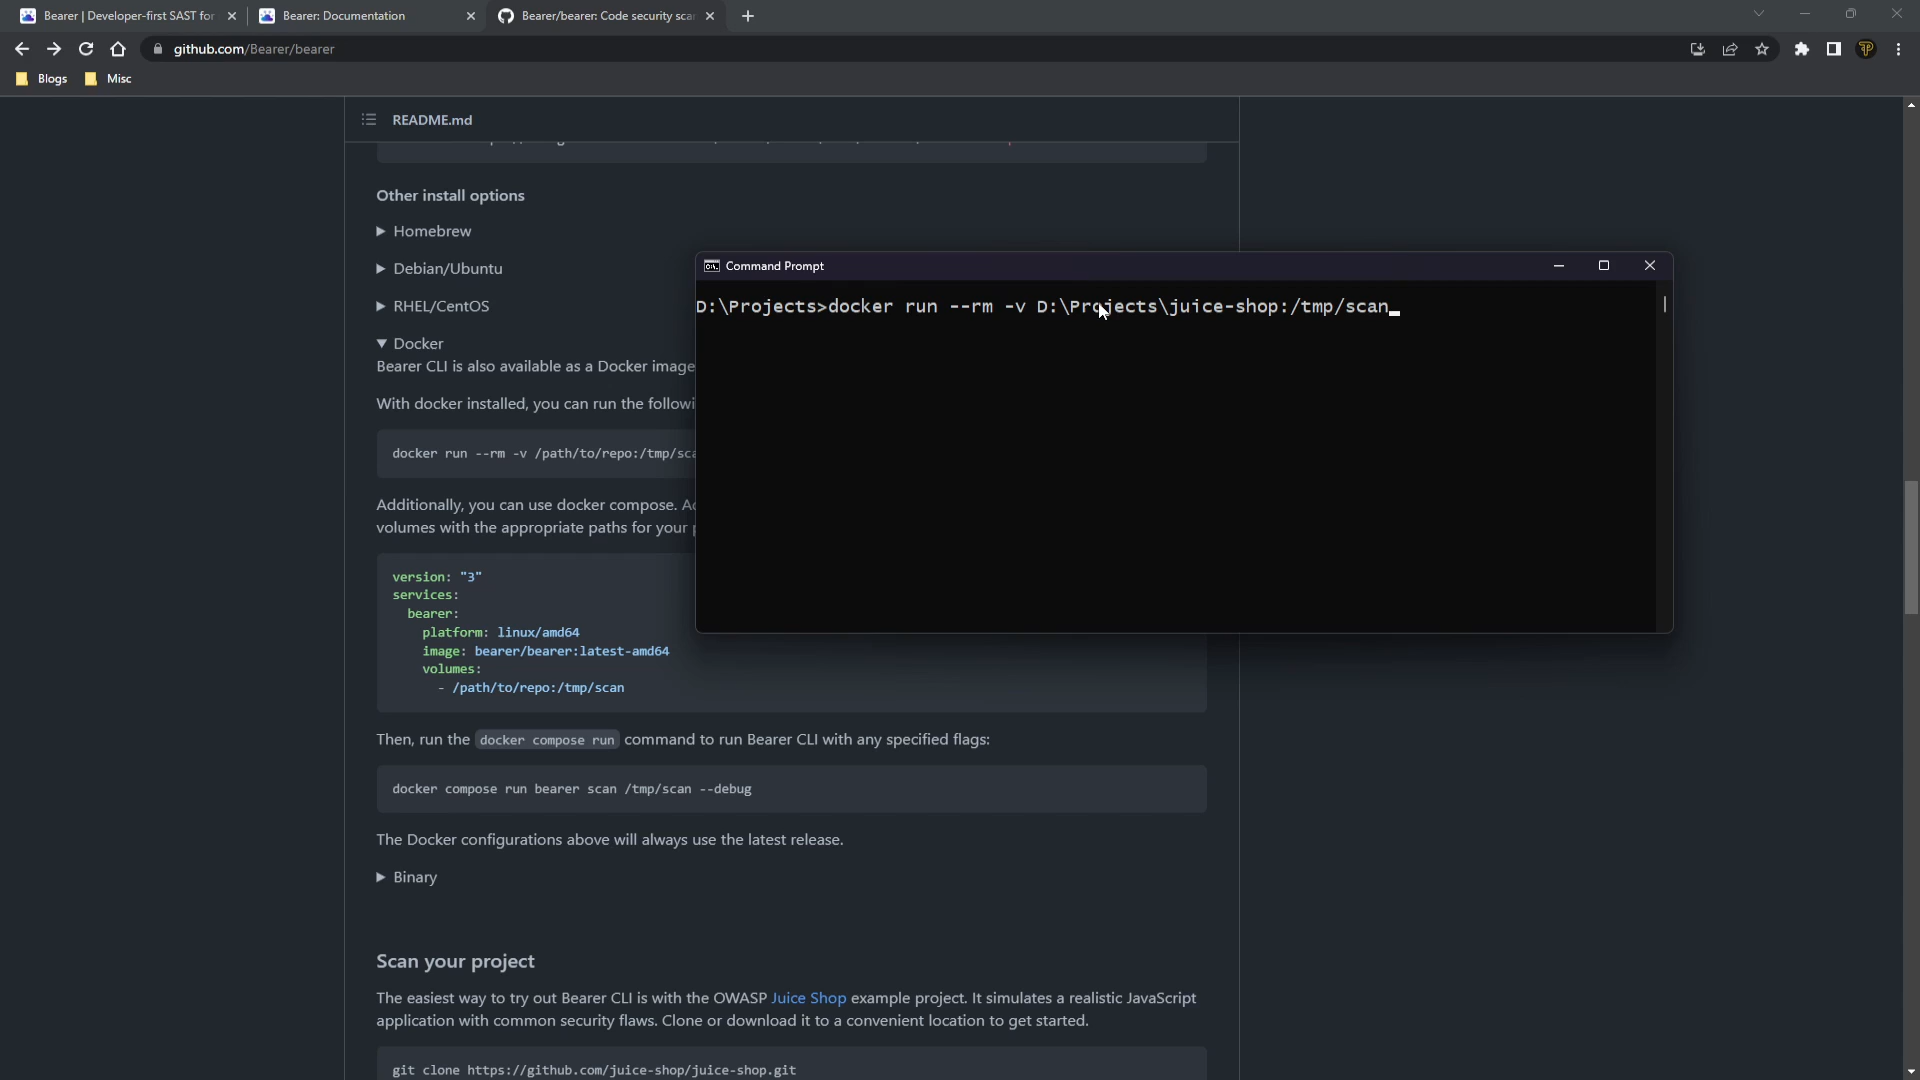 Bearer | Developer-first SAST for
Bearer: Documentation
Bearer/bearer: Code security scan
github.com/Bearer/bearer
Blogs
Misc
README.md
Other install options
Homebrew
Debian/Ubuntu
RHEL/CentOS
Docker
Bearer CLI is also available as a Docker image
With docker installed, you can run the followi
docker run --rm -v /path/to/repo:/tmp/sca
Additionally, you can use docker compose. Ad
volumes with the appropriate paths for your p
version: "3"
services:
bearer:
platform: linux/amd64
image: bearer/bearer:latest-amd64
volumes:
- /path/to/repo:/tmp/scan
Then, run the docker compose run command to run Bearer CLI with any specified flags:
docker compose run bearer scan /tmp/scan --debug
The Docker configurations above will always use the latest release.
Binary
Scan your project
The easiest way to try out Bearer CLI is with the OWASP Juice Shop example project. It simulates a realistic JavaScript
application with common security flaws. Clone or download it to a convenient location to get started.
git clone https://github.com/juice-shop/juice-shop.git
Command Prompt
D:\Projects>docker run --rm -v D:\Projects\juice-shop:/tmp/scan_